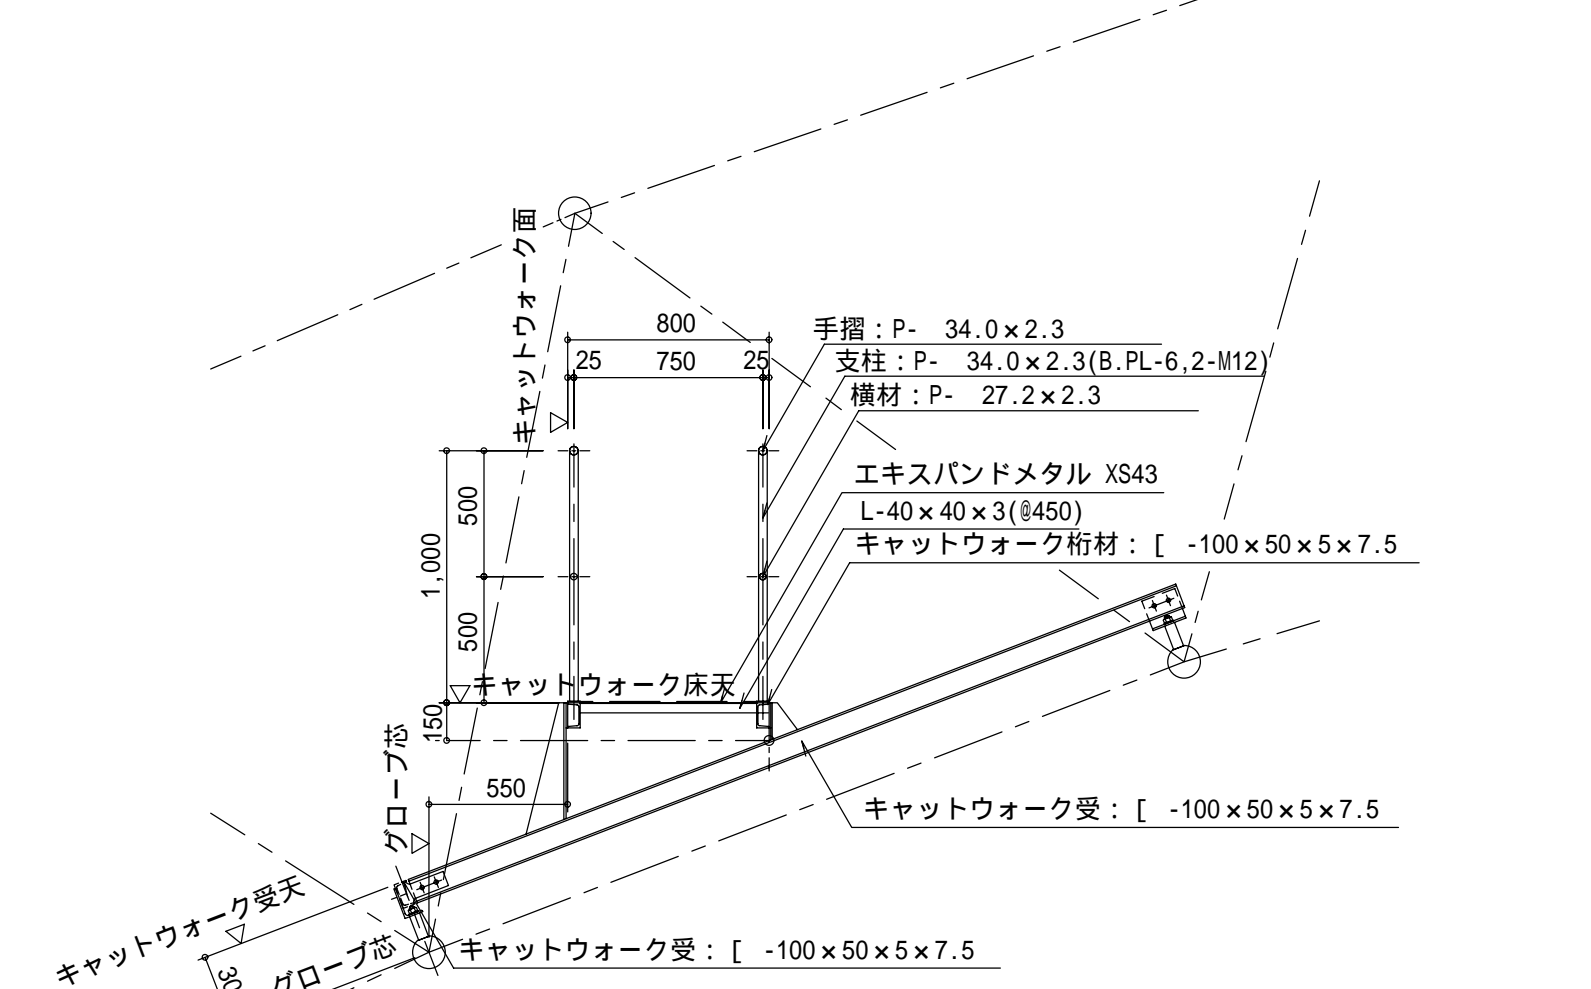 キャットウォーク面
800
25 750 25
手摺：P-　34.0×2.3
支柱：P-　34.0×2.3(B.PL-6,2-M12)
横材：P-　27.2×2.3
エキスパンドメタル XS43
L-40×40×3(@450)
キャットウォーク桁材：[　-100×50×5×7.5
500
1,000
500
キャットウォーク床天
150
グローブ芯
550
キャットウォーク受：[　-100×50×5×7.5
キャットウォーク受天
グローブ芯
キャットウォーク受：[　-100×50×5×7.5